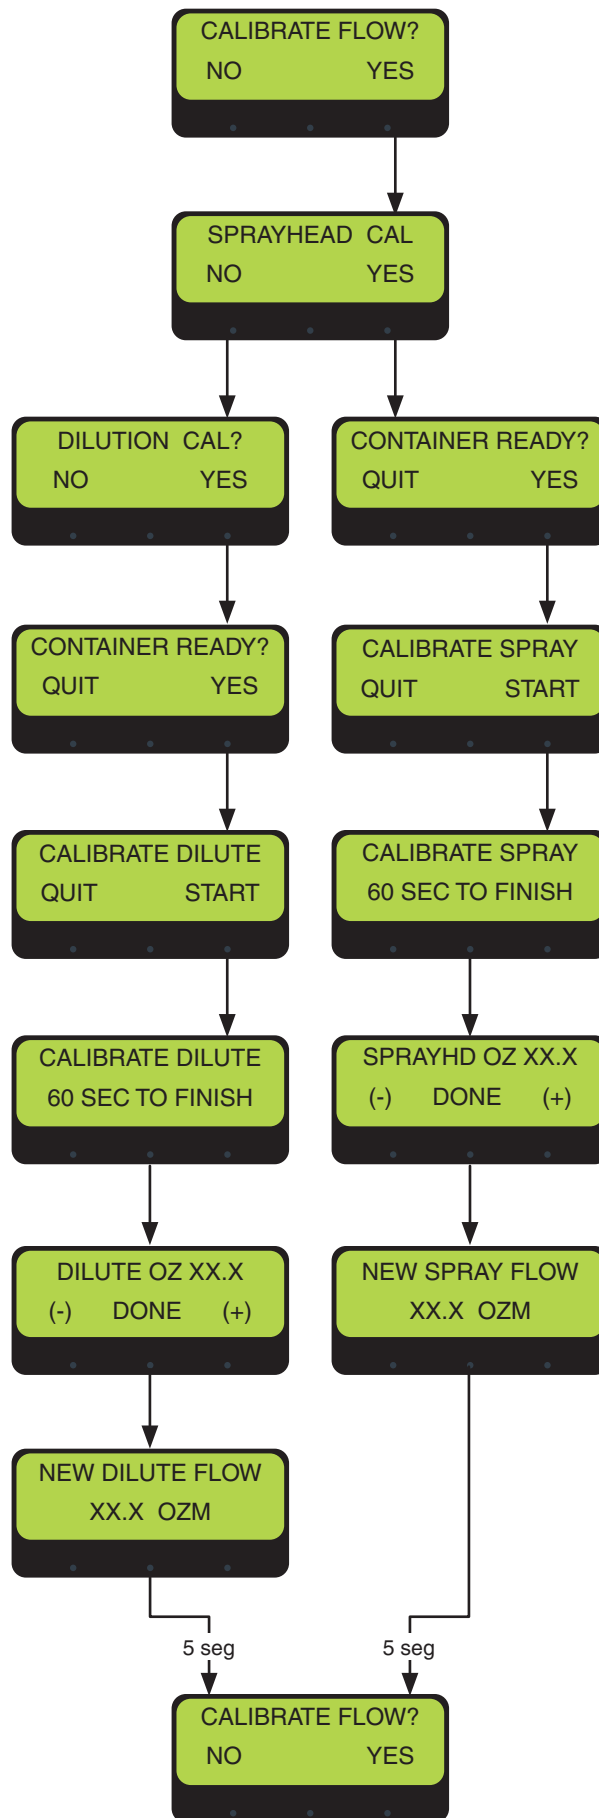 CALIBRATE FLOW?
NO YES
SPRAYHEAD CAL
NO YES
DILUTION CAL?
NO YES
CONTAINER READY?
QUIT YES
CONTAINER READY?
QUIT YES
CALIBRATE SPRAY
QUIT START
CALIBRATE DILUTE
QUIT START
CALIBRATE SPRAY
60 SEC TO FINISH
CALIBRATE DILUTE
60 SEC TO FINISH
SPRAYHD OZ XX.X
(-) DONE (+)
DILUTE OZ XX.X
(-) DONE (+)
NEW SPRAY FLOW
XX.X OZM
NEW DILUTE FLOW
XX.X OZM
5 seg
5 seg
CALIBRATE FLOW?
NO YES